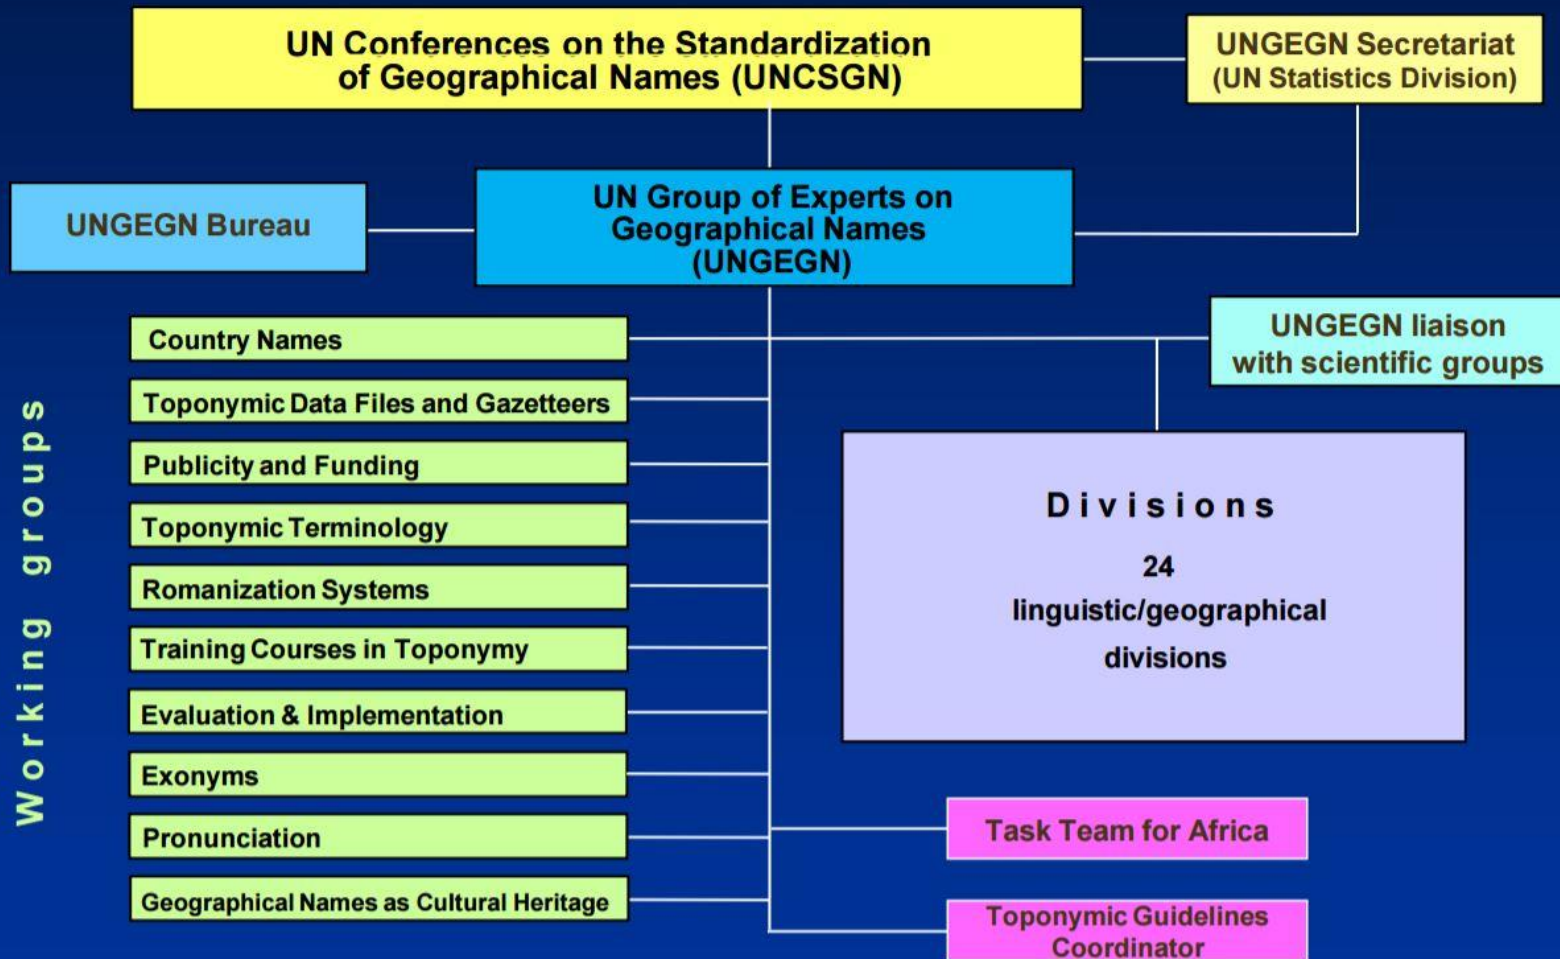 UN Conferences on the Standardization
of Geographical Names (UNCSGN)
UNGEGN Secretariat
(UN Statistics Division)
UNGEGN Bureau
UN Group of Experts on
Geographical Names
(UNGEGN)
UNGEGN liaison
with scientific groups
Working groups
Country Names
Toponymic Data Files and Gazetteers
Publicity and Funding
Toponymic Terminology
Romanization Systems
Training Courses in Toponymy
Evaluation & Implementation
Exonyms
Pronunciation
Geographical Names as Cultural Heritage
Divisions
24
linguistic/geographical
divisions
Task Team for Africa
Toponymic Guidelines
Coordinator